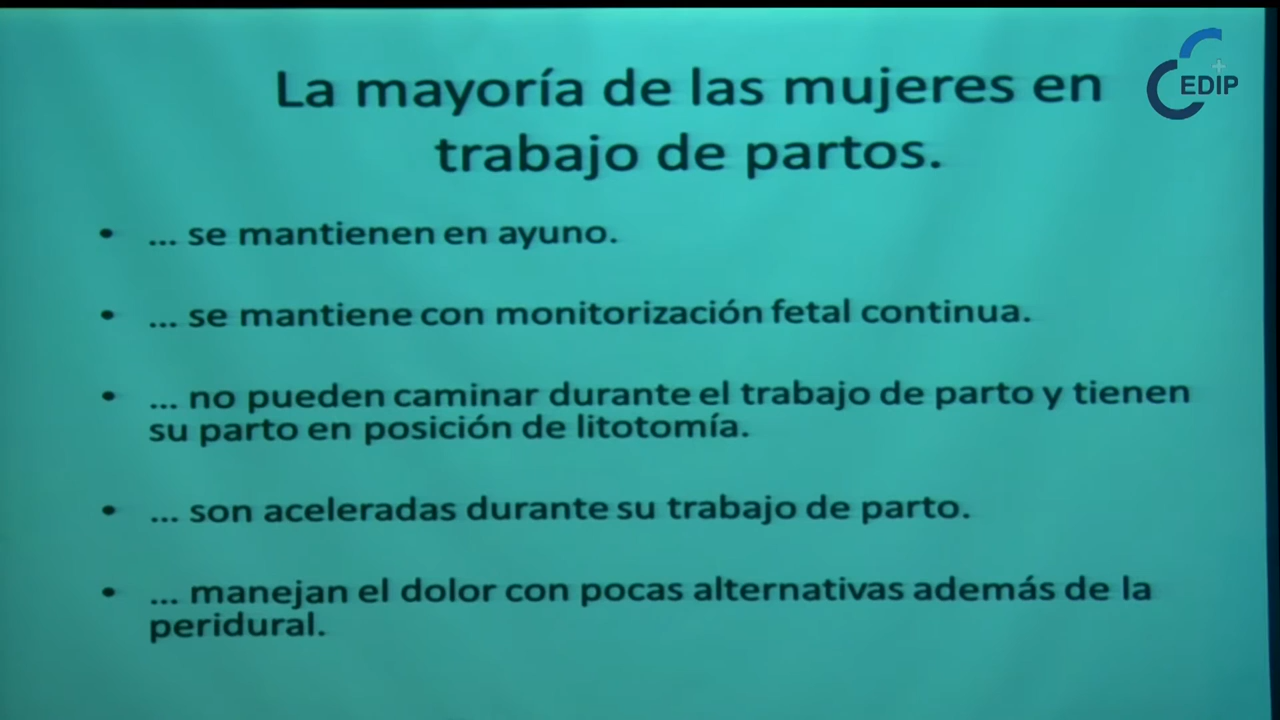 La mayoría de las mujeres en
trabajo de partos.
• ... se mantienen en ayuno.
• ... se mantiene con monitorización fetal continua.
• ... no pueden caminar durante el trabajo de parto y tienen
su parto en posición de litotomía.
• ... son aceleradas durante su trabajo de parto.
• ... manejan el dolor con pocas alternativas además de la
peridural.
CEDIP